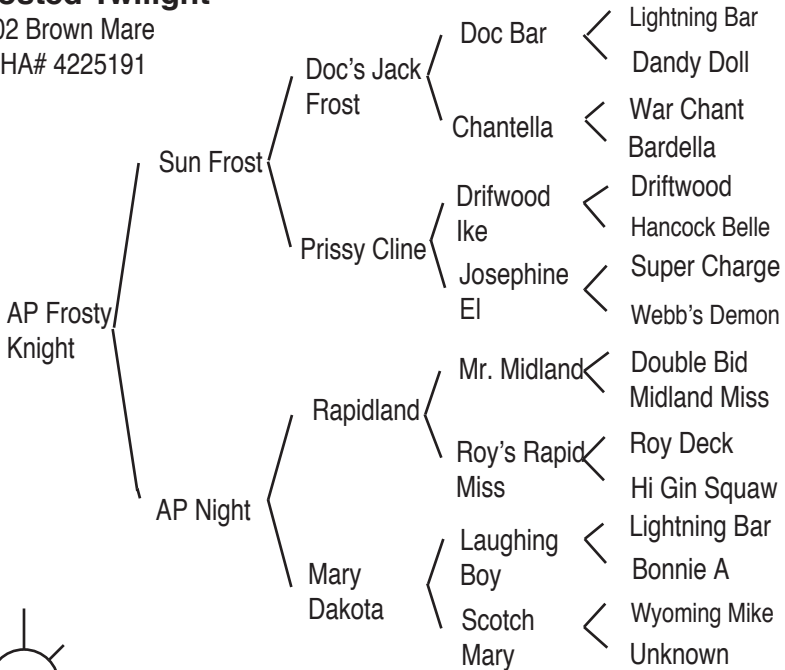 Twilight
02 Brown Mare
HA# 4225191
AP Frosty
Knight
Sun Frost
AP Night
Doc's Jack
Frost
Prissy Cline
Rapidland
Mary
Dakota
Doc Bar
Chantella
Drifwood
Ike
Josephine
El
Mr. Midland
Roy's Rapid
Miss
Laughing
Boy
Scotch
Mary
Lightning Bar
Dandy Doll
War Chant
Bardella
Driftwood
Hancock Belle
Super Charge
Webb's Demon
Double Bid
Midland Miss
Roy Deck
Hi Gin Squaw
Lightning Bar
Bonnie A
Wyoming Mike
Unknown